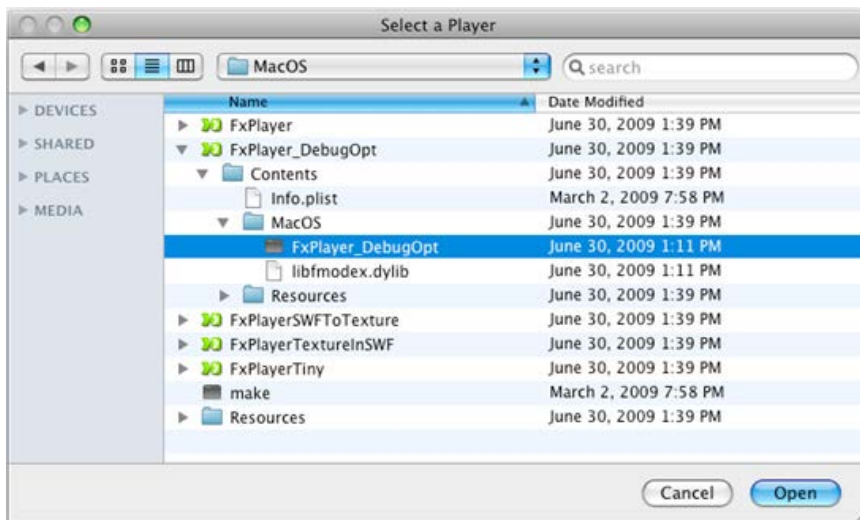 Select a Player
MacOS search
DEVICES
SHARED
PLACES
MEDIA
Name Date Modified
FxPlayer June 30, 2009 1:39 PM
FxPlayer_DebugOpt June 30, 2009 1:39 PM
Contents June 30, 2009 1:39 PM
Info.plist March 2, 2009 7:58 PM
MacOS June 30, 2009 1:39 PM
FxPlayer_DebugOpt June 30, 2009 1:11 PM
libfmodex.dylib June 30, 2009 1:11 PM
Resources June 30, 2009 1:39 PM
FxPlayerSWFToTexture June 30, 2009 1:39 PM
FxPlayerTextureInSWF June 30, 2009 1:39 PM
FxPlayerTiny June 30, 2009 1:39 PM
make March 2, 2009 7:58 PM
Resources June 30, 2009 1:39 PM
Cancel Open